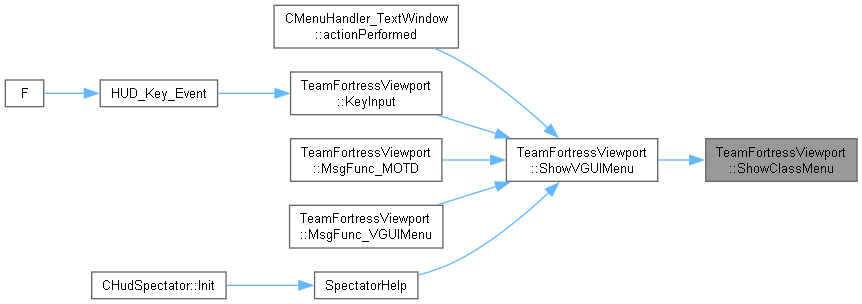 CMenuHandler_TextWindow
::actionPerformed
F
HUD_Key_Event
TeamFortressViewport
::KeyInput
TeamFortressViewport
::MsgFunc_MOTD
TeamFortressViewport
::ShowVGUIMenu
TeamFortressViewport
::ShowClassMenu
TeamFortressViewport
::MsgFunc_VGUIMenu
CHudSpectator::Init
SpectatorHelp